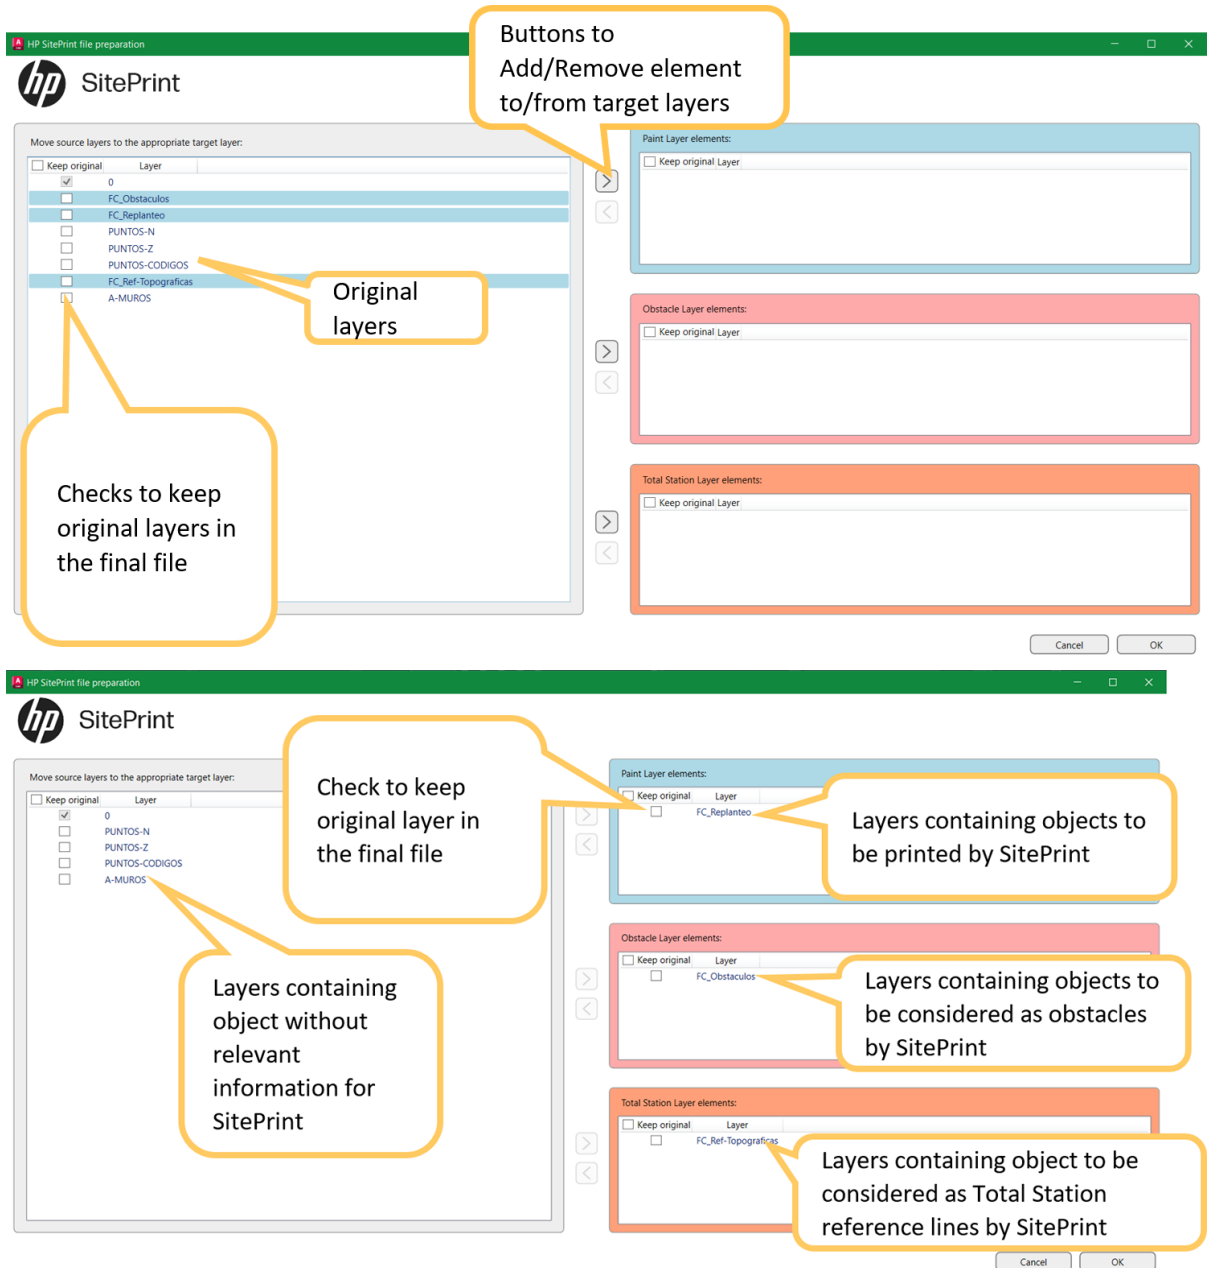 Buttons to
Add/Remove element
to/from target layers
HP SitePrint file preparation
hp SitePrint
Move source layers to the appropriate target layer:
Keep original Layer
0
FC_Obstaculos
FC_Replanteo
PUNTOS-N
PUNTOS-Z
PUNTOS-CODIGOS
FC_Ref-Topograficas
A-MUROS
Original
layers
Checks to keep
original layers in
the final file
Paint Layer elements:
Keep original Layer
Obstacle Layer elements:
Keep original Layer
Total Station Layer elements:
Keep original Layer
Cancel OK
HP SitePrint file preparation
hp SitePrint
Move source layers to the appropriate target layer:
Keep original Layer
0
PUNTOS-N
PUNTOS-Z
PUNTOS-CODIGOS
A-MUROS
Check to keep
original layer in
the final file
Layers containing
object without
relevant
information for
SitePrint
Paint Layer elements:
Keep original Layer
FC_Replanteo
Layers containing objects to
be printed by SitePrint
Obstacle Layer elements:
Keep original Layer
FC_Obstaculos
Layers containing objects to
be considered as obstacles
by SitePrint
Total Station Layer elements:
Keep original Layer
FC_Ref-Topograficas
Layers containing object to be
considered as Total Station
reference lines by SitePrint
Cancel OK